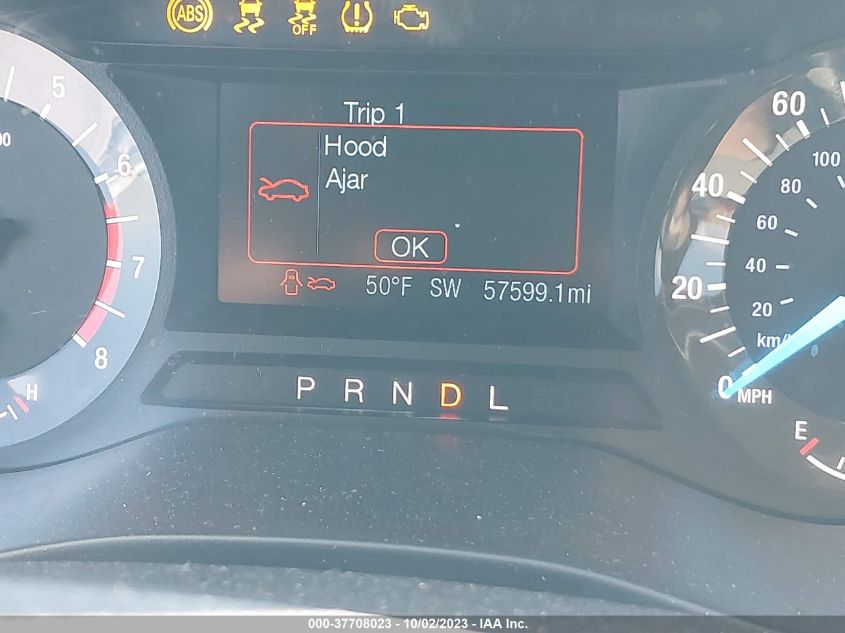 ABS
OFF
Trip 1
Hood
Ajar
OK
50°F SW 57599.1mi
P R N D L
5
6
7
8
H
60
40
20
0
MPH
100
80
60
40
20
E
000-37708023 - 10/02/2023 - IAA Inc.